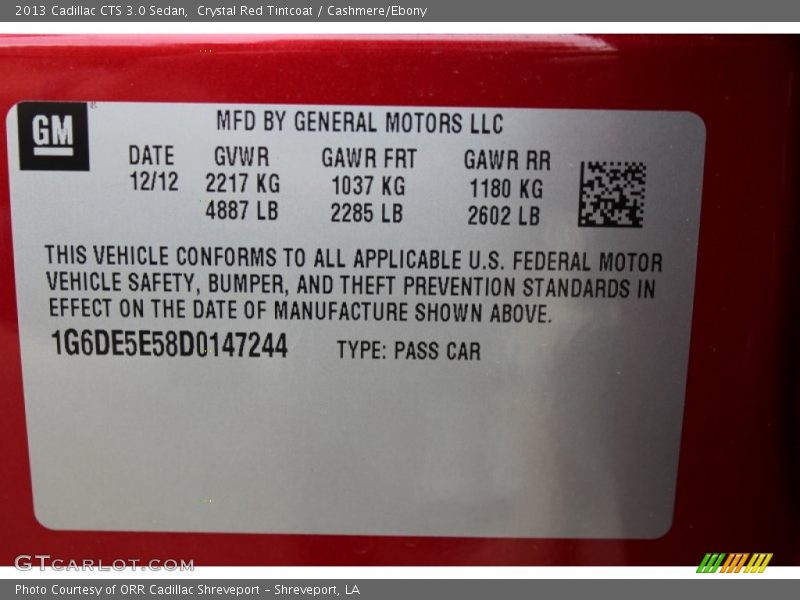 2013 Cadillac CTS 3.0 Sedan, Crystal Red Tintcoat / Cashmere/Ebony
GM
MFD BY GENERAL MOTORS LLC
DATE GVWR GAWR FRT GAWR RR
12/12 2217 KG 1037 KG 1180 KG
4887 LB 2285 LB 2602 LB
THIS VEHICLE CONFORMS TO ALL APPLICABLE U.S. FEDERAL MOTOR
VEHICLE SAFETY, BUMPER, AND THEFT PREVENTION STANDARDS IN
EFFECT ON THE DATE OF MANUFACTURE SHOWN ABOVE.
1G6DE5E58D0147244 TYPE: PASS CAR
GTCARLOT.COM
Photo Courtesy of ORR Cadillac Shreveport - Shreveport, LA